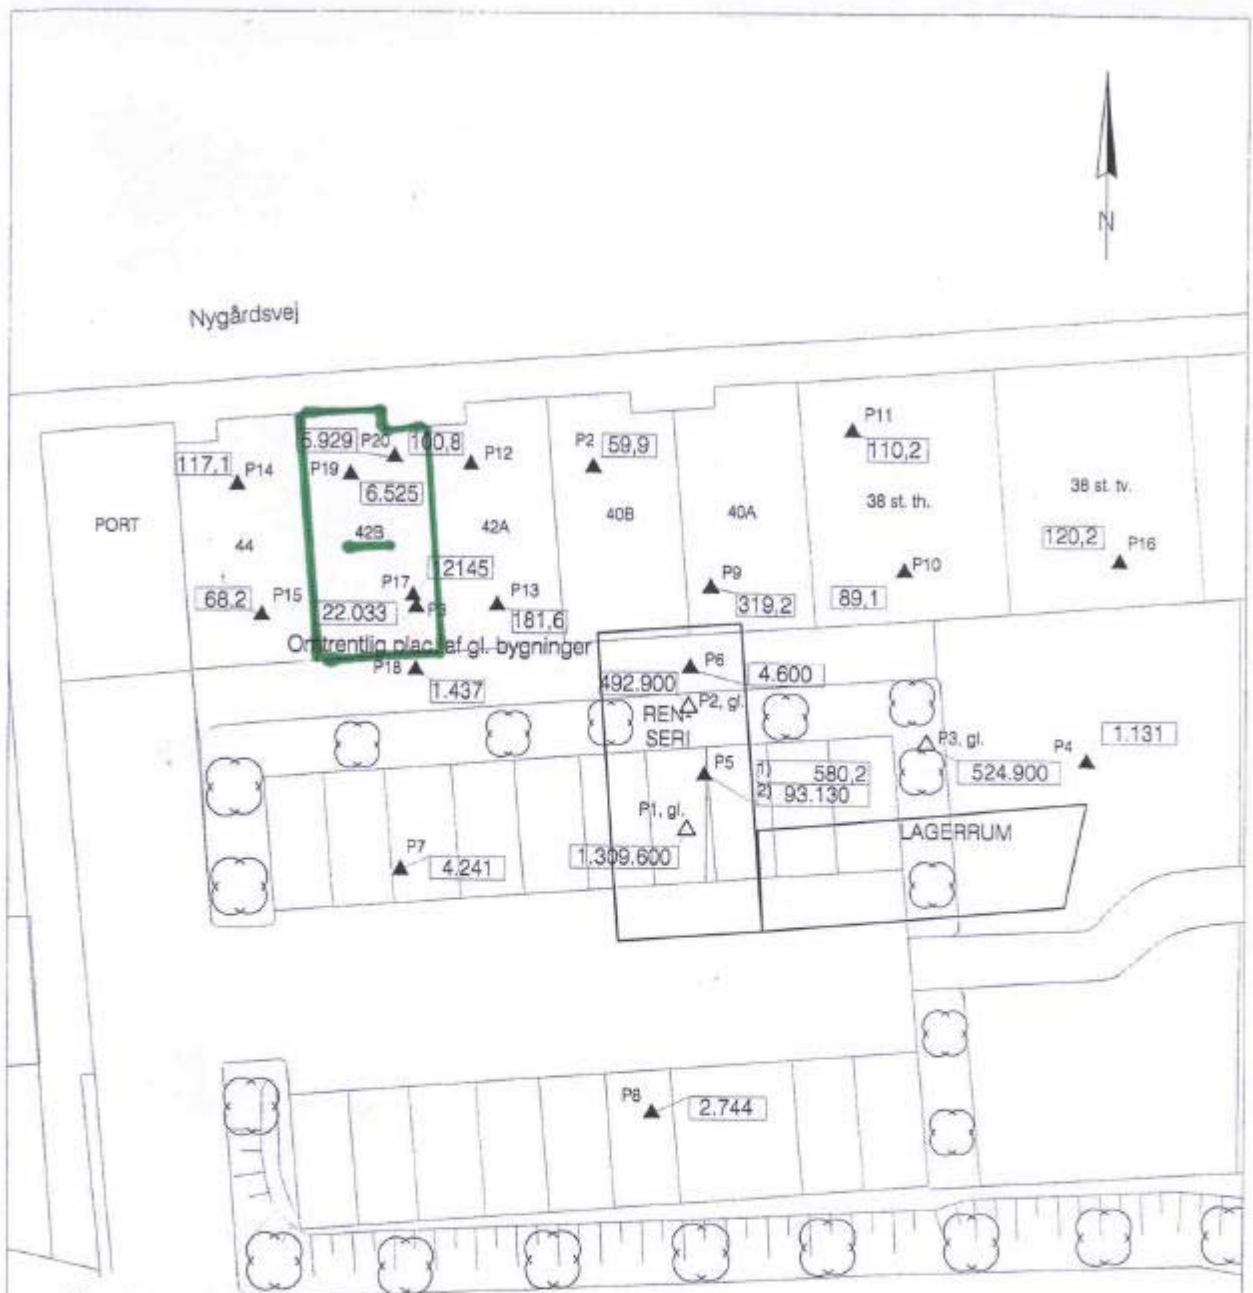 N
Nygårdsvej
P11
110,2
5.929
P20
100,8
P12
P2
59,9
117,1
P14
P19
6.525
38 st. th.
38 st. tv.
PORT
44
42B
42A
40B
40A
120,2
P16
P17
12145
P9
319,2
P10
89,1
68.2
P15
22.033
P3
P13
181,6
Omtrentlig plac. af gl. bygninger
P18
1.437
P6
492.900
4.600
P2, gl.
REN-
SERI
P3, gl.
524.900
P4
1.131
P5
1) 580,2
2) 93.130
P1, gl.
1.309.600
LAGERRUM
P7
4.241
P8
2.744